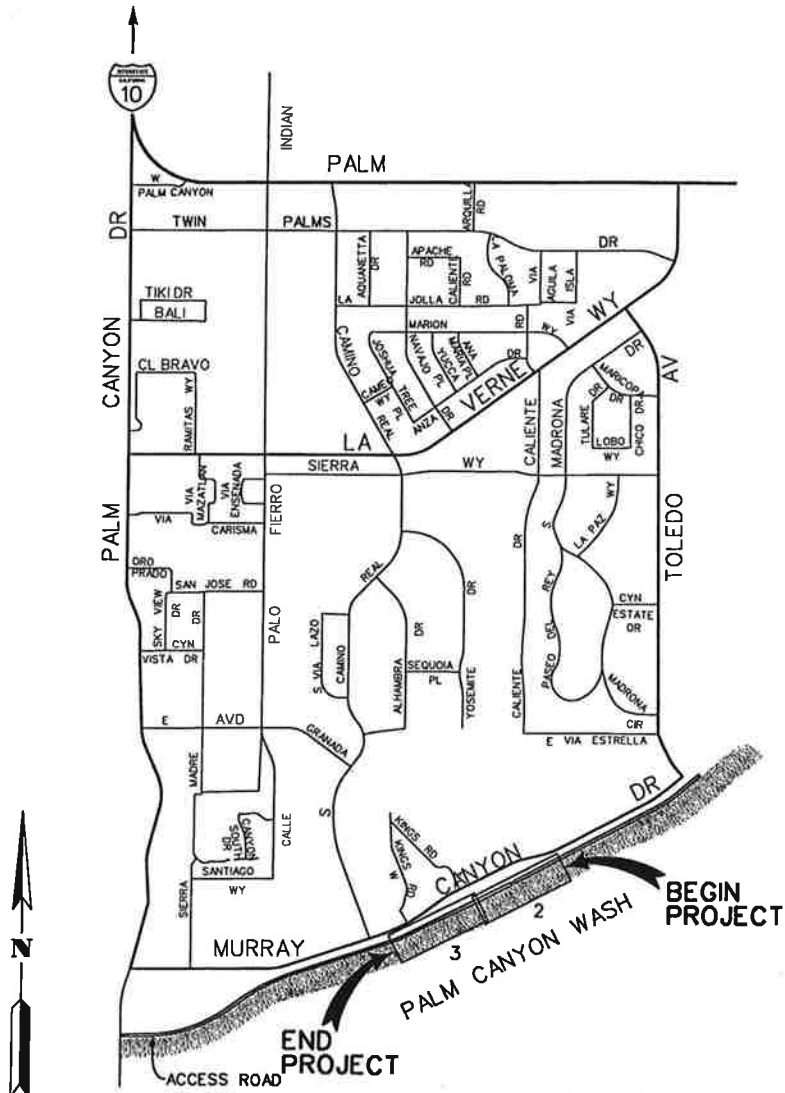 INTERSTATE
CALIFORNIA
10
INDIAN
PALM
W
PALM CANYON
DR
TWIN PALMS
ARQUILLA
RD
DR
AQUANETTA
DR
APACHE
RD
CALIENTE
RD
LA
PALOMA
VIA
AGUILA
ISLA
VIA
TIKI DR
BALI
LA JOLLA RD
WY
CANYON
MARION RD WY
CAMINO
REAL
JOSHUA
TREE
PL
NAVAJO
PL
YUCCA
MARIA PL
ANA
DR
CAME
WY
ANZA
DR
VERNE
DR
AV
MARICOPA
DR
CL BRAVO
RAMITAS WY
CALIENTE
MADRONA
TULARE
DR
LOBO
WY
CHICO DR
LA
SIERRA WY
VIA
MAZATLAN
VIA
ENSENADA
FIERRO
VIA CARISMA
PALM
WY
LA PAZ
S
TOLEDO
ORO
PRADO
SAN JOSE RD
REAL
DR
DR
SKY VIEW
DR
DR
CYN
VISTA DR
PALO
S VIA LAZO
CAMINO
DR
ALHAMBRA
SEQUOIA
PL
YOSEMITE
CALIENTE
PASEO DEL REY
CYN
ESTATE
DR
MADRONA
CIR
E AVD
GRANADA
E VIA ESTRELLA
MADRE
S
DR
CANYON
SOUTH
DR
CALLE
KINGS RD
KINGS RD
W
CANYON
SANTIAGO
WY
SIERRA
BEGIN
PROJECT
2
3
N
MURRAY
PALM CANYON WASH
END
PROJECT
ACCESS ROAD